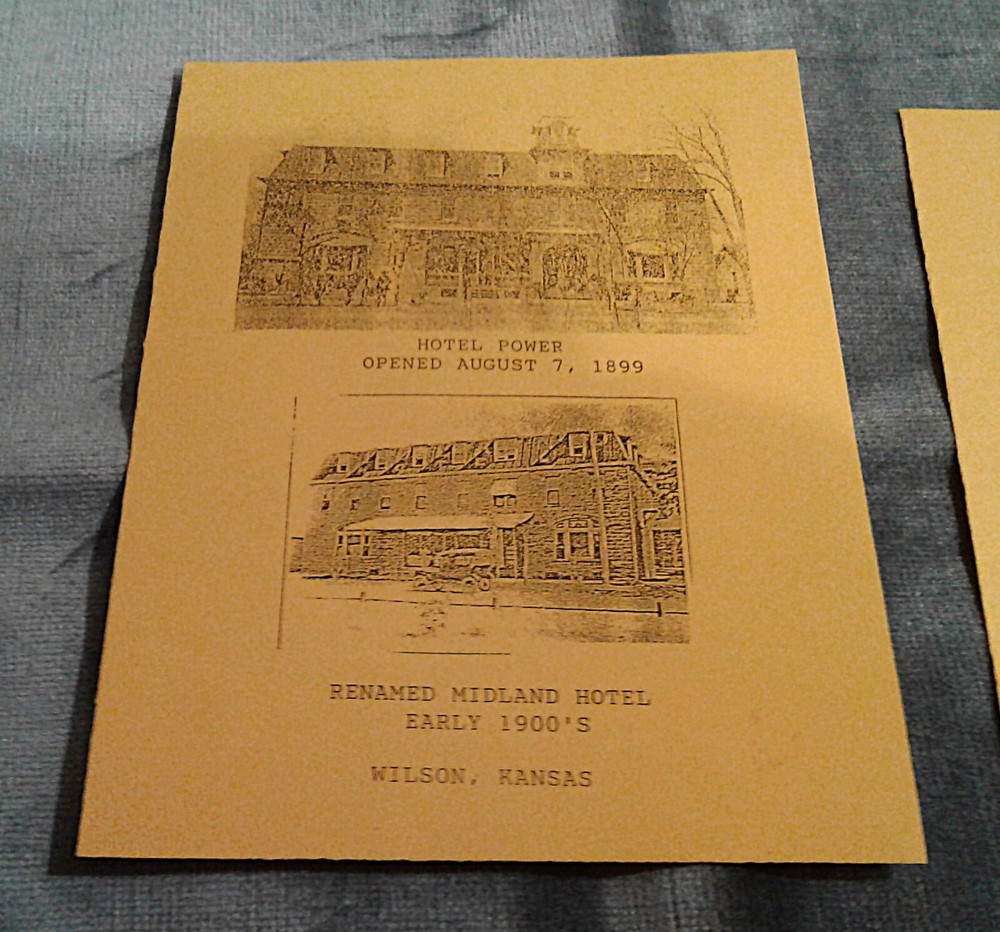 HOTEL POWER
OPENED AUGUST 7, 1899
RENAMED MIDLAND HOTEL
EARLY 1900'S
WILSON, KANSAS